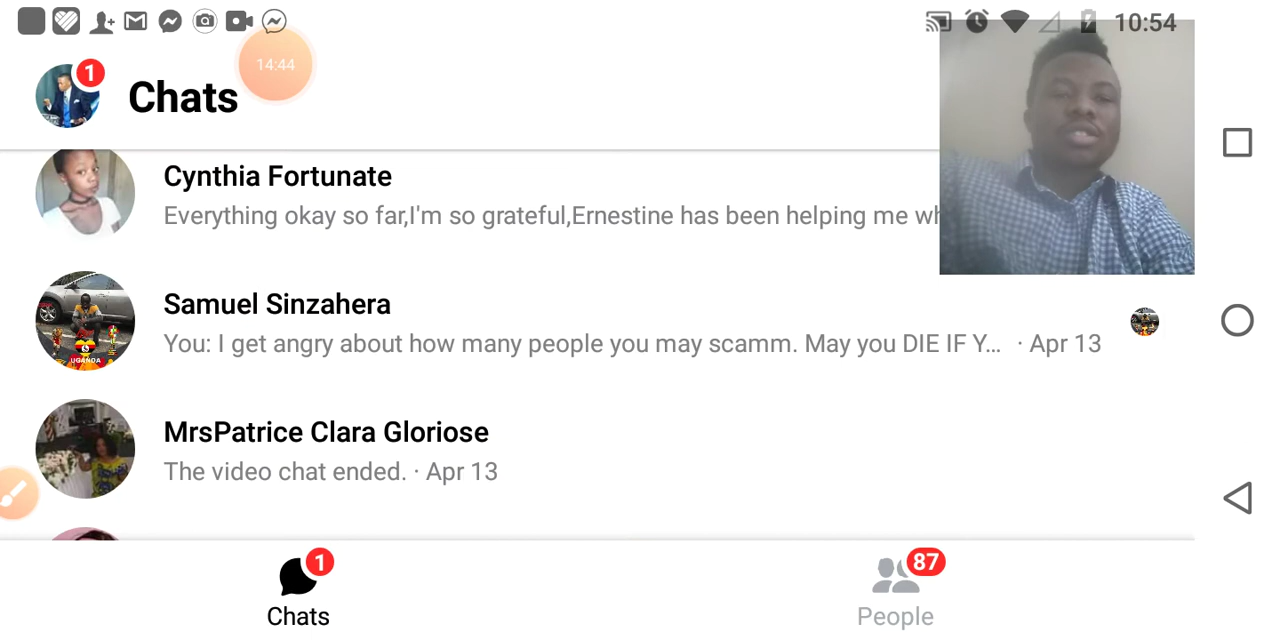 10:54
14:44
1
Chats
Cynthia Fortunate
Everything okay so far,I'm so grateful,Ernestine has been helping me wh
Samuel Sinzahera
You: I get angry about how many people you may scamm. May you DIE IF Y... · Apr 13
UGANDA
MrsPatrice Clara Gloriose
The video chat ended. · Apr 13
1
87
Chats
People